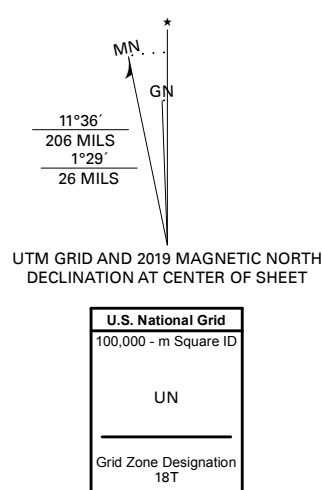 ★
MN
GN
11°36´
206 MILS
1°29´
26 MILS
UTM GRID AND 2019 MAGNETIC NORTH
DECLINATION AT CENTER OF SHEET
U.S. National Grid
100,000 - m Square ID
UN
Grid Zone Designation
18T